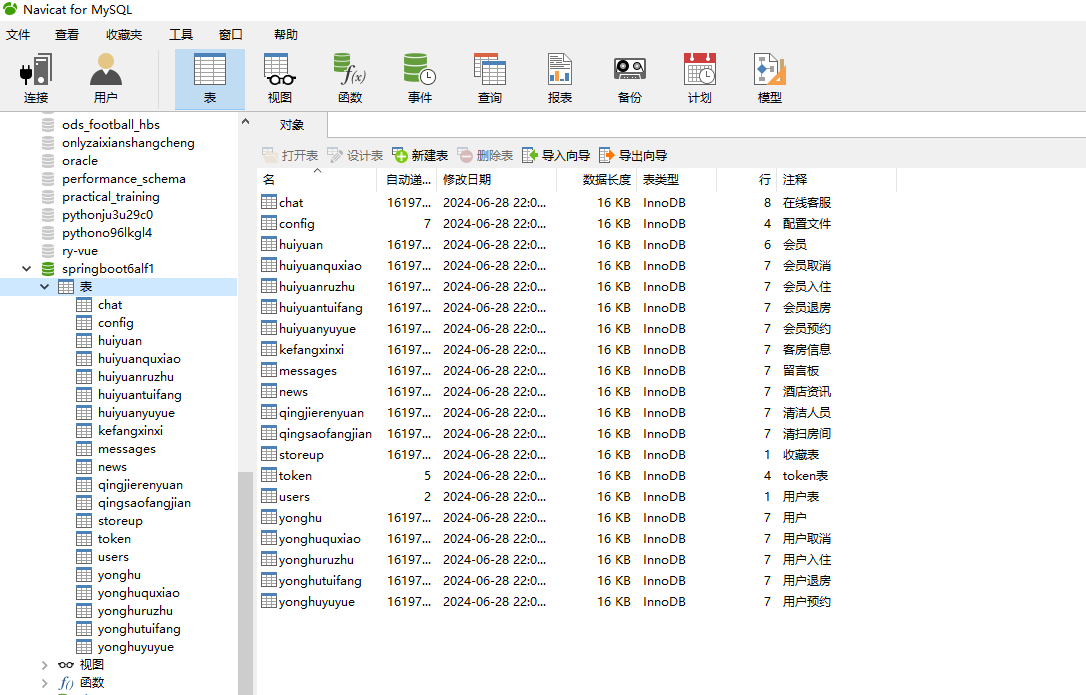 Navicat for MySQL
文件 查看 收藏夹 工具 窗口 帮助
连接 用户 表 视图 函数 事件 查询 报表 备份 计划 模型
ods_football_hbs
onlyzaixianshangcheng
oracle
performance_schema
practical_training
pythonju3u29c0
pythono96lkgl4
ry-vue
springboot6alf1
表
chat
config
huiyuan
huiyuanquxiao
huiyuanruzhu
huiyuantuifang
huiyuanyuyue
kefangxinxi
messages
news
qingjierenyuan
qingsaofangjian
storeup
token
users
yonghu
yonghuquxiao
yonghuruzhu
yonghutuifang
yonghuyuyue
视图
函数
对象
打开表 设计表 新建表 删除表 导入向导 导出向导
名 自动递... 修改日期 数据长度 表类型 行 注释
chat 16197... 2024-06-28 22:0... 16 KB InnoDB 8 在线客服
config 7 2024-06-28 22:0... 16 KB InnoDB 4 配置文件
huiyuan 16197... 2024-06-28 22:0... 16 KB InnoDB 6 会员
huiyuanquxiao 16197... 2024-06-28 22:0... 16 KB InnoDB 7 会员取消
huiyuanruzhu 16197... 2024-06-28 22:0... 16 KB InnoDB 7 会员入住
huiyuantuifang 16197... 2024-06-28 22:0... 16 KB InnoDB 7 会员退房
huiyuanyuyue 16197... 2024-06-28 22:0... 16 KB InnoDB 7 会员预约
kefangxinxi 16197... 2024-06-28 22:0... 16 KB InnoDB 7 客房信息
messages 16197... 2024-06-28 22:0... 16 KB InnoDB 7 留言板
news 16197... 2024-06-28 22:0... 16 KB InnoDB 7 酒店资讯
qingjierenyuan 16197... 2024-06-28 22:0... 16 KB InnoDB 7 清洁人员
qingsaofangjian 16197... 2024-06-28 22:0... 16 KB InnoDB 7 清扫房间
storeup 16197... 2024-06-28 22:0... 16 KB InnoDB 1 收藏表
token 5 2024-06-28 22:0... 16 KB InnoDB 4 token表
users 2 2024-06-28 22:0... 16 KB InnoDB 1 用户表
yonghu 16197... 2024-06-28 22:0... 16 KB InnoDB 7 用户
yonghuquxiao 16197... 2024-06-28 22:0... 16 KB InnoDB 7 用户取消
yonghuruzhu 16197... 2024-06-28 22:0... 16 KB InnoDB 7 用户入住
yonghutuifang 16197... 2024-06-28 22:0... 16 KB InnoDB 7 用户退房
yonghuyuyue 16197... 2024-06-28 22:0... 16 KB InnoDB 7 用户预约